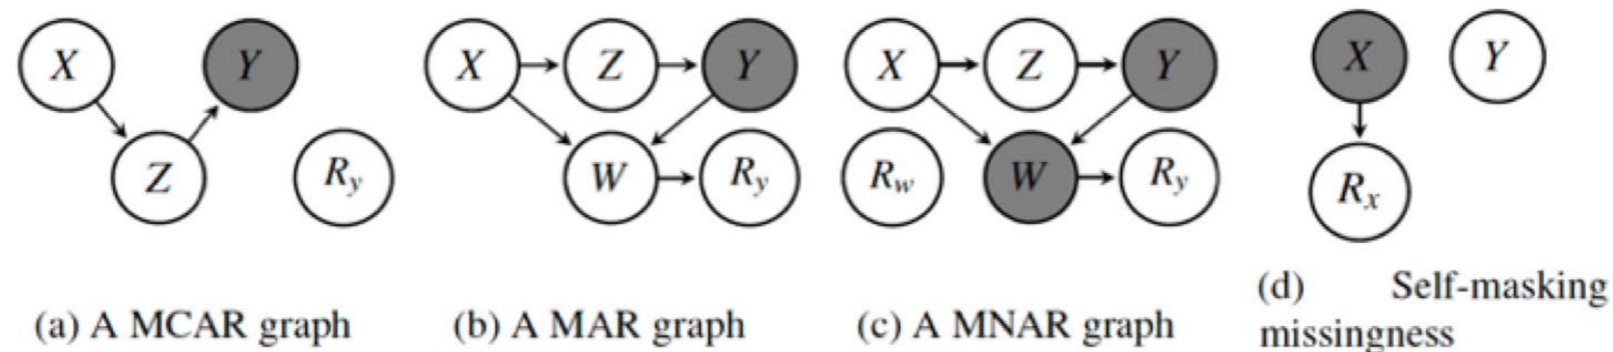 X Y
Z R_y
(a) A MCAR graph
X Z Y
W R_y
(b) A MAR graph
X Z Y
R_w W R_y
(c) A MNAR graph
X Y
R_x
(d) Self-masking
missingness